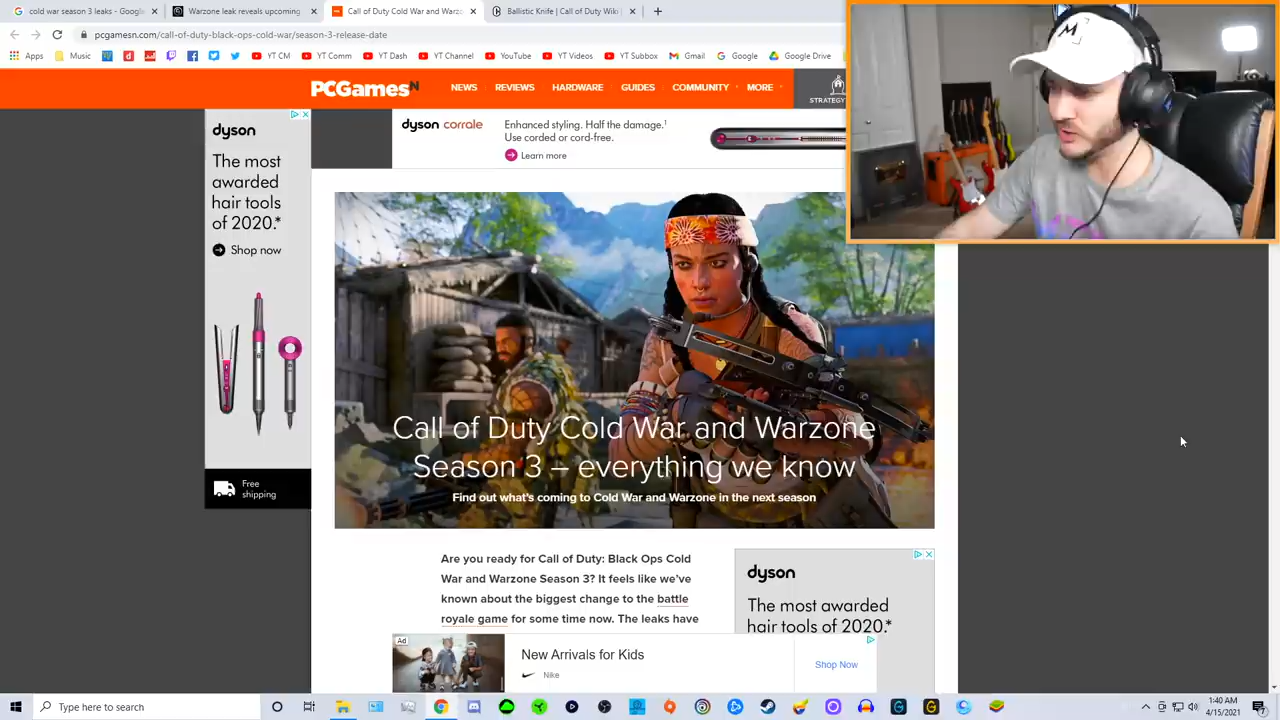 cold war season 3 leaks - Google
Warzone leak reveals upcoming
Call of Duty Cold War and Warz
Ballistic Knife | Call of Duty Wiki
pcgamesn.com/call-of-duty-black-ops-cold-war/season-3-release-date
Apps
Music
YT CM
YT Comm
YT Dash
YT Channel
YouTube
YT Videos
YT Subbox
Gmail
Google
Google Drive
PCGamesN
NEWS
REVIEWS
HARDWARE
GUIDES
COMMUNITY
MORE
STRATEGY
dyson
The most
awarded
hair tools
of 2020.*
Shop now
Free
shipping
dyson corrale
Enhanced styling. Half the damage.¹
Use corded or cord-free.
Learn more
Call of Duty Cold War and Warzone
Season 3 – everything we know
Find out what's coming to Cold War and Warzone in the next season
Are you ready for Call of Duty: Black Ops Cold
War and Warzone Season 3? It feels like we've
known about the biggest change to the battle
royale game for some time now. The leaks have
dyson
The most awarded
hair tools of 2020.*
Ad
New Arrivals for Kids
Nike
Shop Now
Type here to search
1:40 AM
4/15/2021